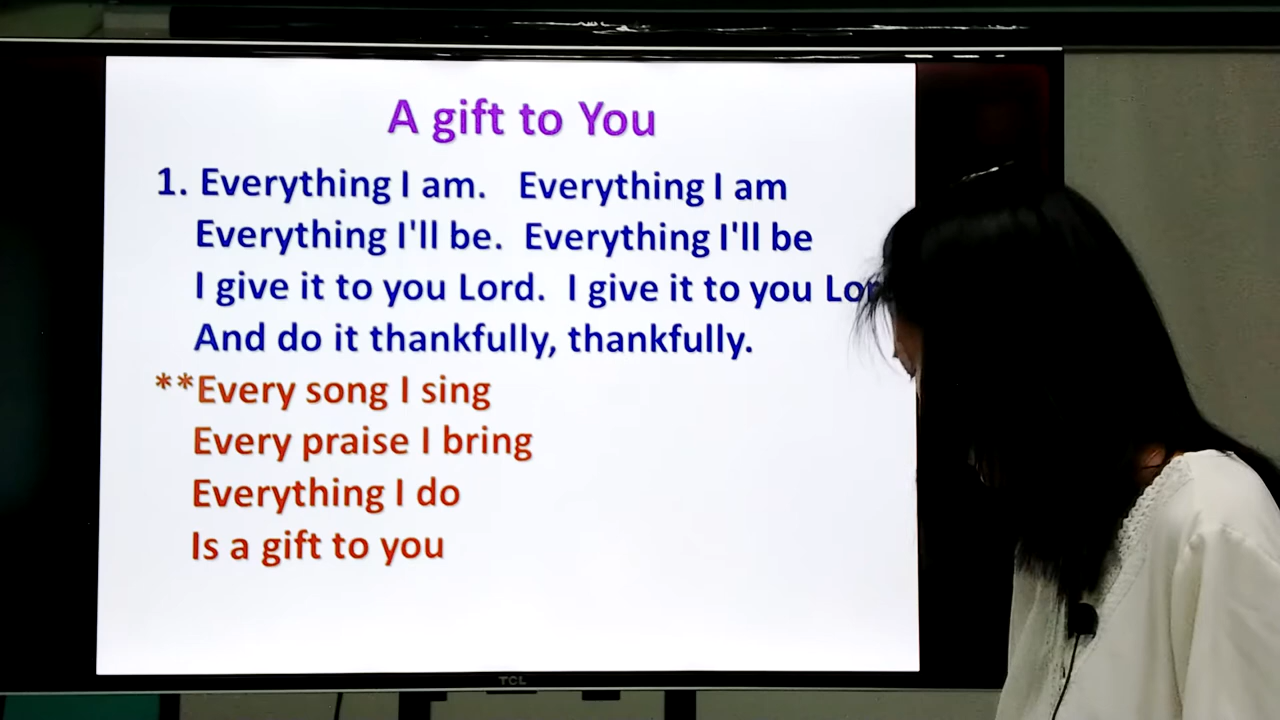 A gift to You
1. Everything I am. Everything I am
Everything I'll be. Everything I'll be
I give it to you Lord. I give it to you
And do it thankfully, thankfully.
**Every song I sing
Every praise I bring
Everything I do
Is a gift to you
TCL